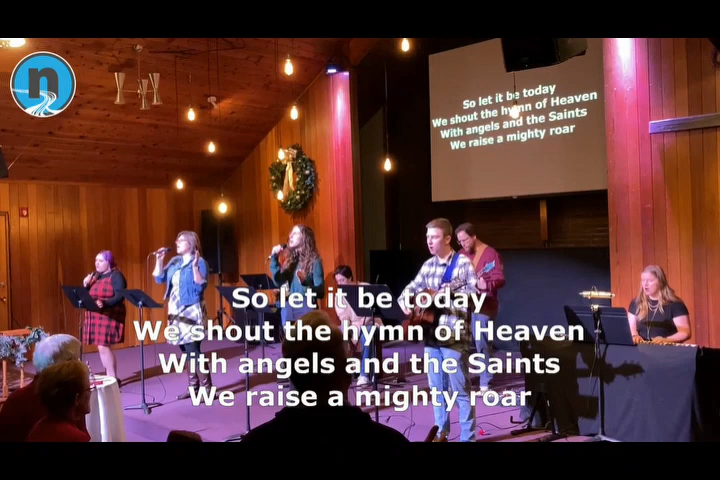 n
So let it be today
We shout the hymn of Heaven
With angels and the Saints
We raise a mighty roar
So let it be today
We shout the hymn of Heaven
With angels and the Saints
We raise a mighty roar